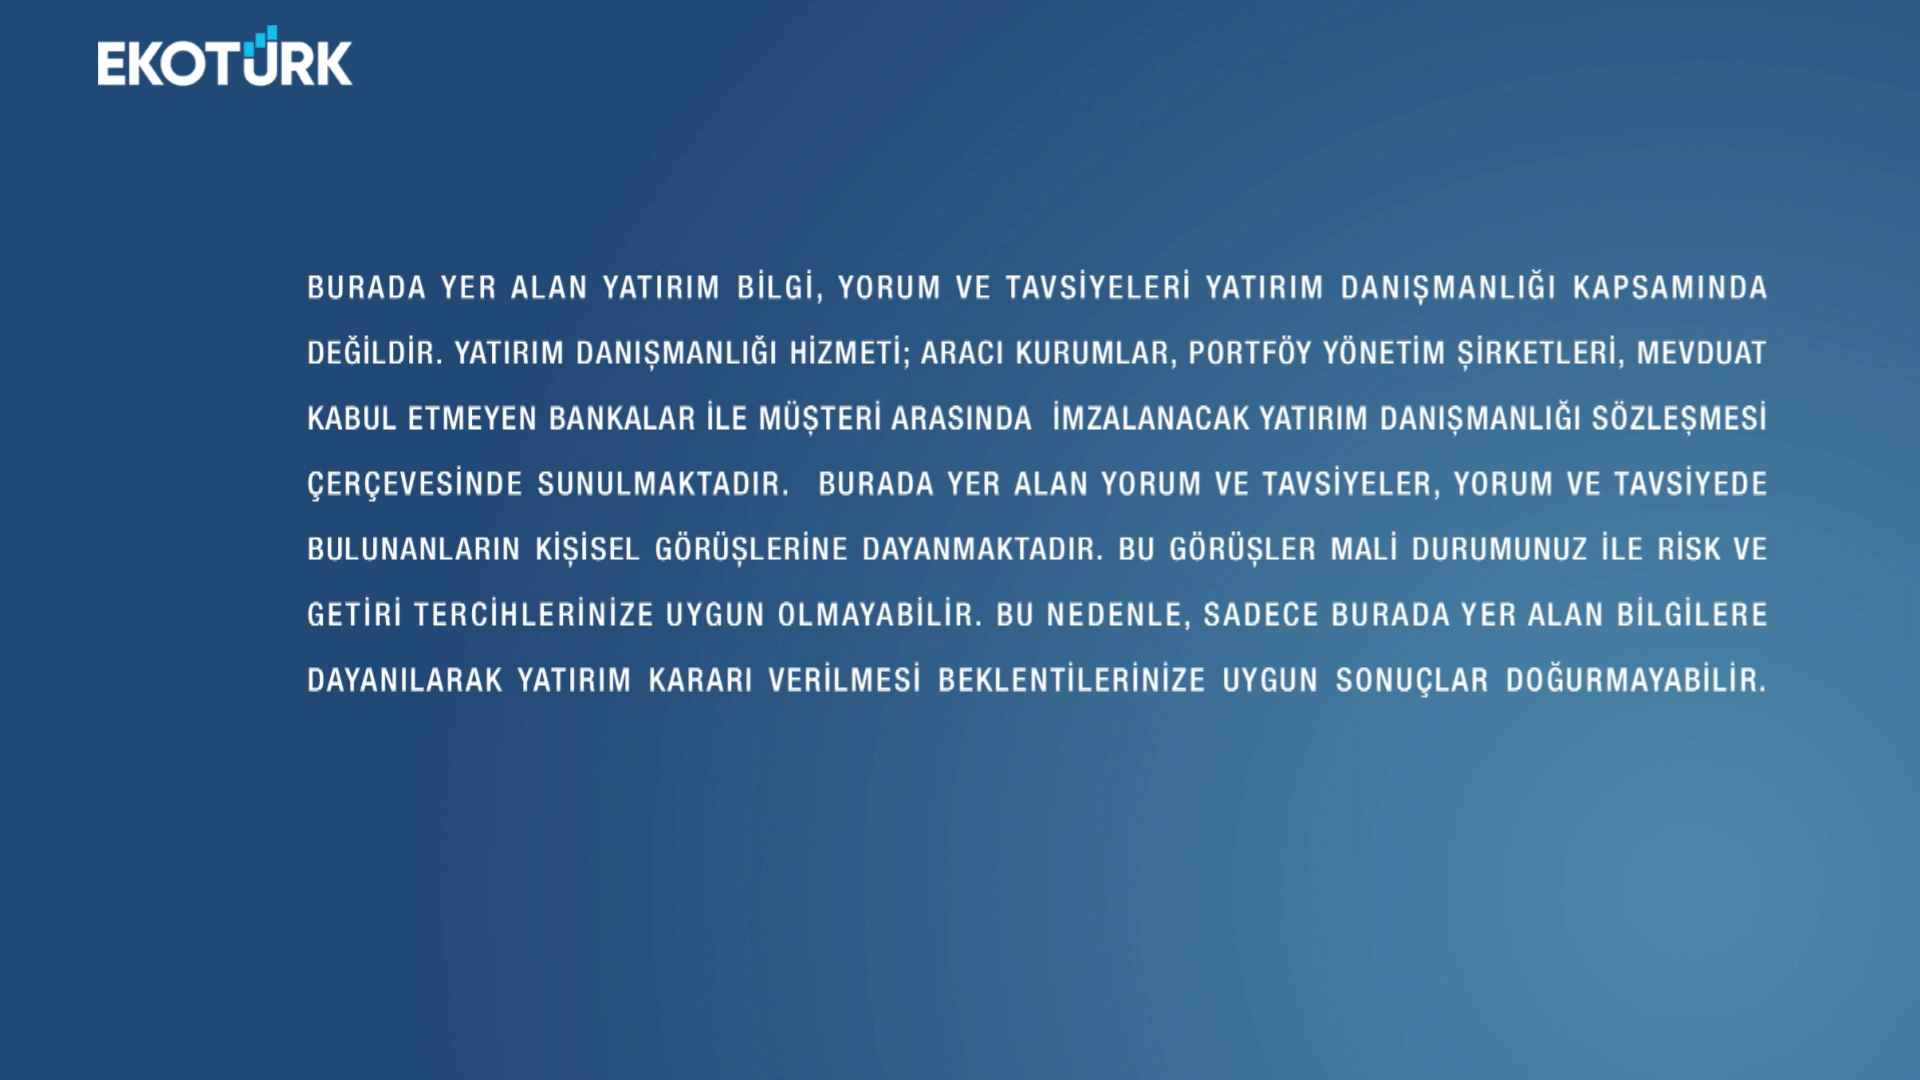 EKOTÜRK
BURADA YER ALAN YATIRIM BİLGİ, YORUM VE TAVSİYELERİ YATIRIM DANIŞMANLIĞI KAPSAMINDA
DEĞİLDİR. YATIRIM DANIŞMANLIĞI HİZMETİ; ARACI KURUMLAR, PORTFÖY YÖNETİM ŞİRKETLERİ, MEVDUAT
KABUL ETMEYEN BANKALAR İLE MÜŞTERİ ARASINDA İMZALANACAK YATIRIM DANIŞMANLIĞI SÖZLEŞMESİ
ÇERÇEVESİNDE SUNULMAKTADIR. BURADA YER ALAN YORUM VE TAVSİYELER, YORUM VE TAVSİYEDE
BULUNANLARIN KİŞİSEL GÖRÜŞLERİNE DAYANMAKTADIR. BU GÖRÜŞLER MALİ DURUMUNUZ İLE RİSK VE
GETİRİ TERCİHLERİNİZE UYGUN OLMAYABİLİR. BU NEDENLE, SADECE BURADA YER ALAN BİLGİLERE
DAYANILARAK YATIRIM KARARI VERİLMESİ BEKLENTİLERİNİZE UYGUN SONUÇLAR DOĞURMAYABİLİR.